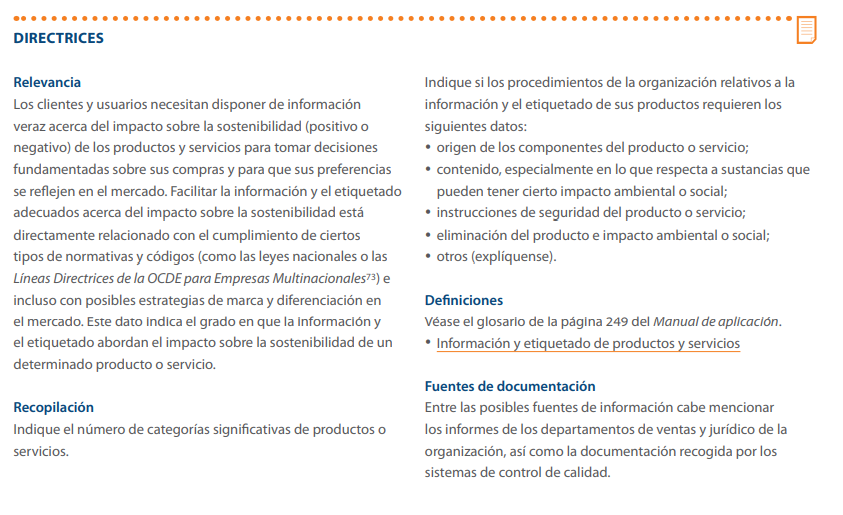 DIRECTRICES
Relevancia
Los clientes y usuarios necesitan disponer de información
veraz acerca del impacto sobre la sostenibilidad (positivo o
negativo) de los productos y servicios para tomar decisiones
fundamentadas sobre sus compras y para que sus preferencias
se reflejen en el mercado. Facilitar la información y el etiquetado
adecuados acerca del impacto sobre la sostenibilidad está
directamente relacionado con el cumplimiento de ciertos
tipos de normativas y códigos (como las leyes nacionales o las
Líneas Directrices de la OCDE para Empresas Multinacionales⁷³) e
incluso con posibles estrategias de marca y diferenciación en
el mercado. Este dato indica el grado en que la información y
el etiquetado abordan el impacto sobre la sostenibilidad de un
determinado producto o servicio.
Recopilación
Indique el número de categorías significativas de productos o
servicios.
Indique si los procedimientos de la organización relativos a la
información y el etiquetado de sus productos requieren los
siguientes datos:
• origen de los componentes del producto o servicio;
• contenido, especialmente en lo que respecta a sustancias que
pueden tener cierto impacto ambiental o social;
• instrucciones de seguridad del producto o servicio;
• eliminación del producto e impacto ambiental o social;
• otros (explíquense).
Definiciones
Véase el glosario de la página 249 del Manual de aplicación.
• Información y etiquetado de productos y servicios
Fuentes de documentación
Entre las posibles fuentes de información cabe mencionar
los informes de los departamentos de ventas y jurídico de la
organización, así como la documentación recogida por los
sistemas de control de calidad.